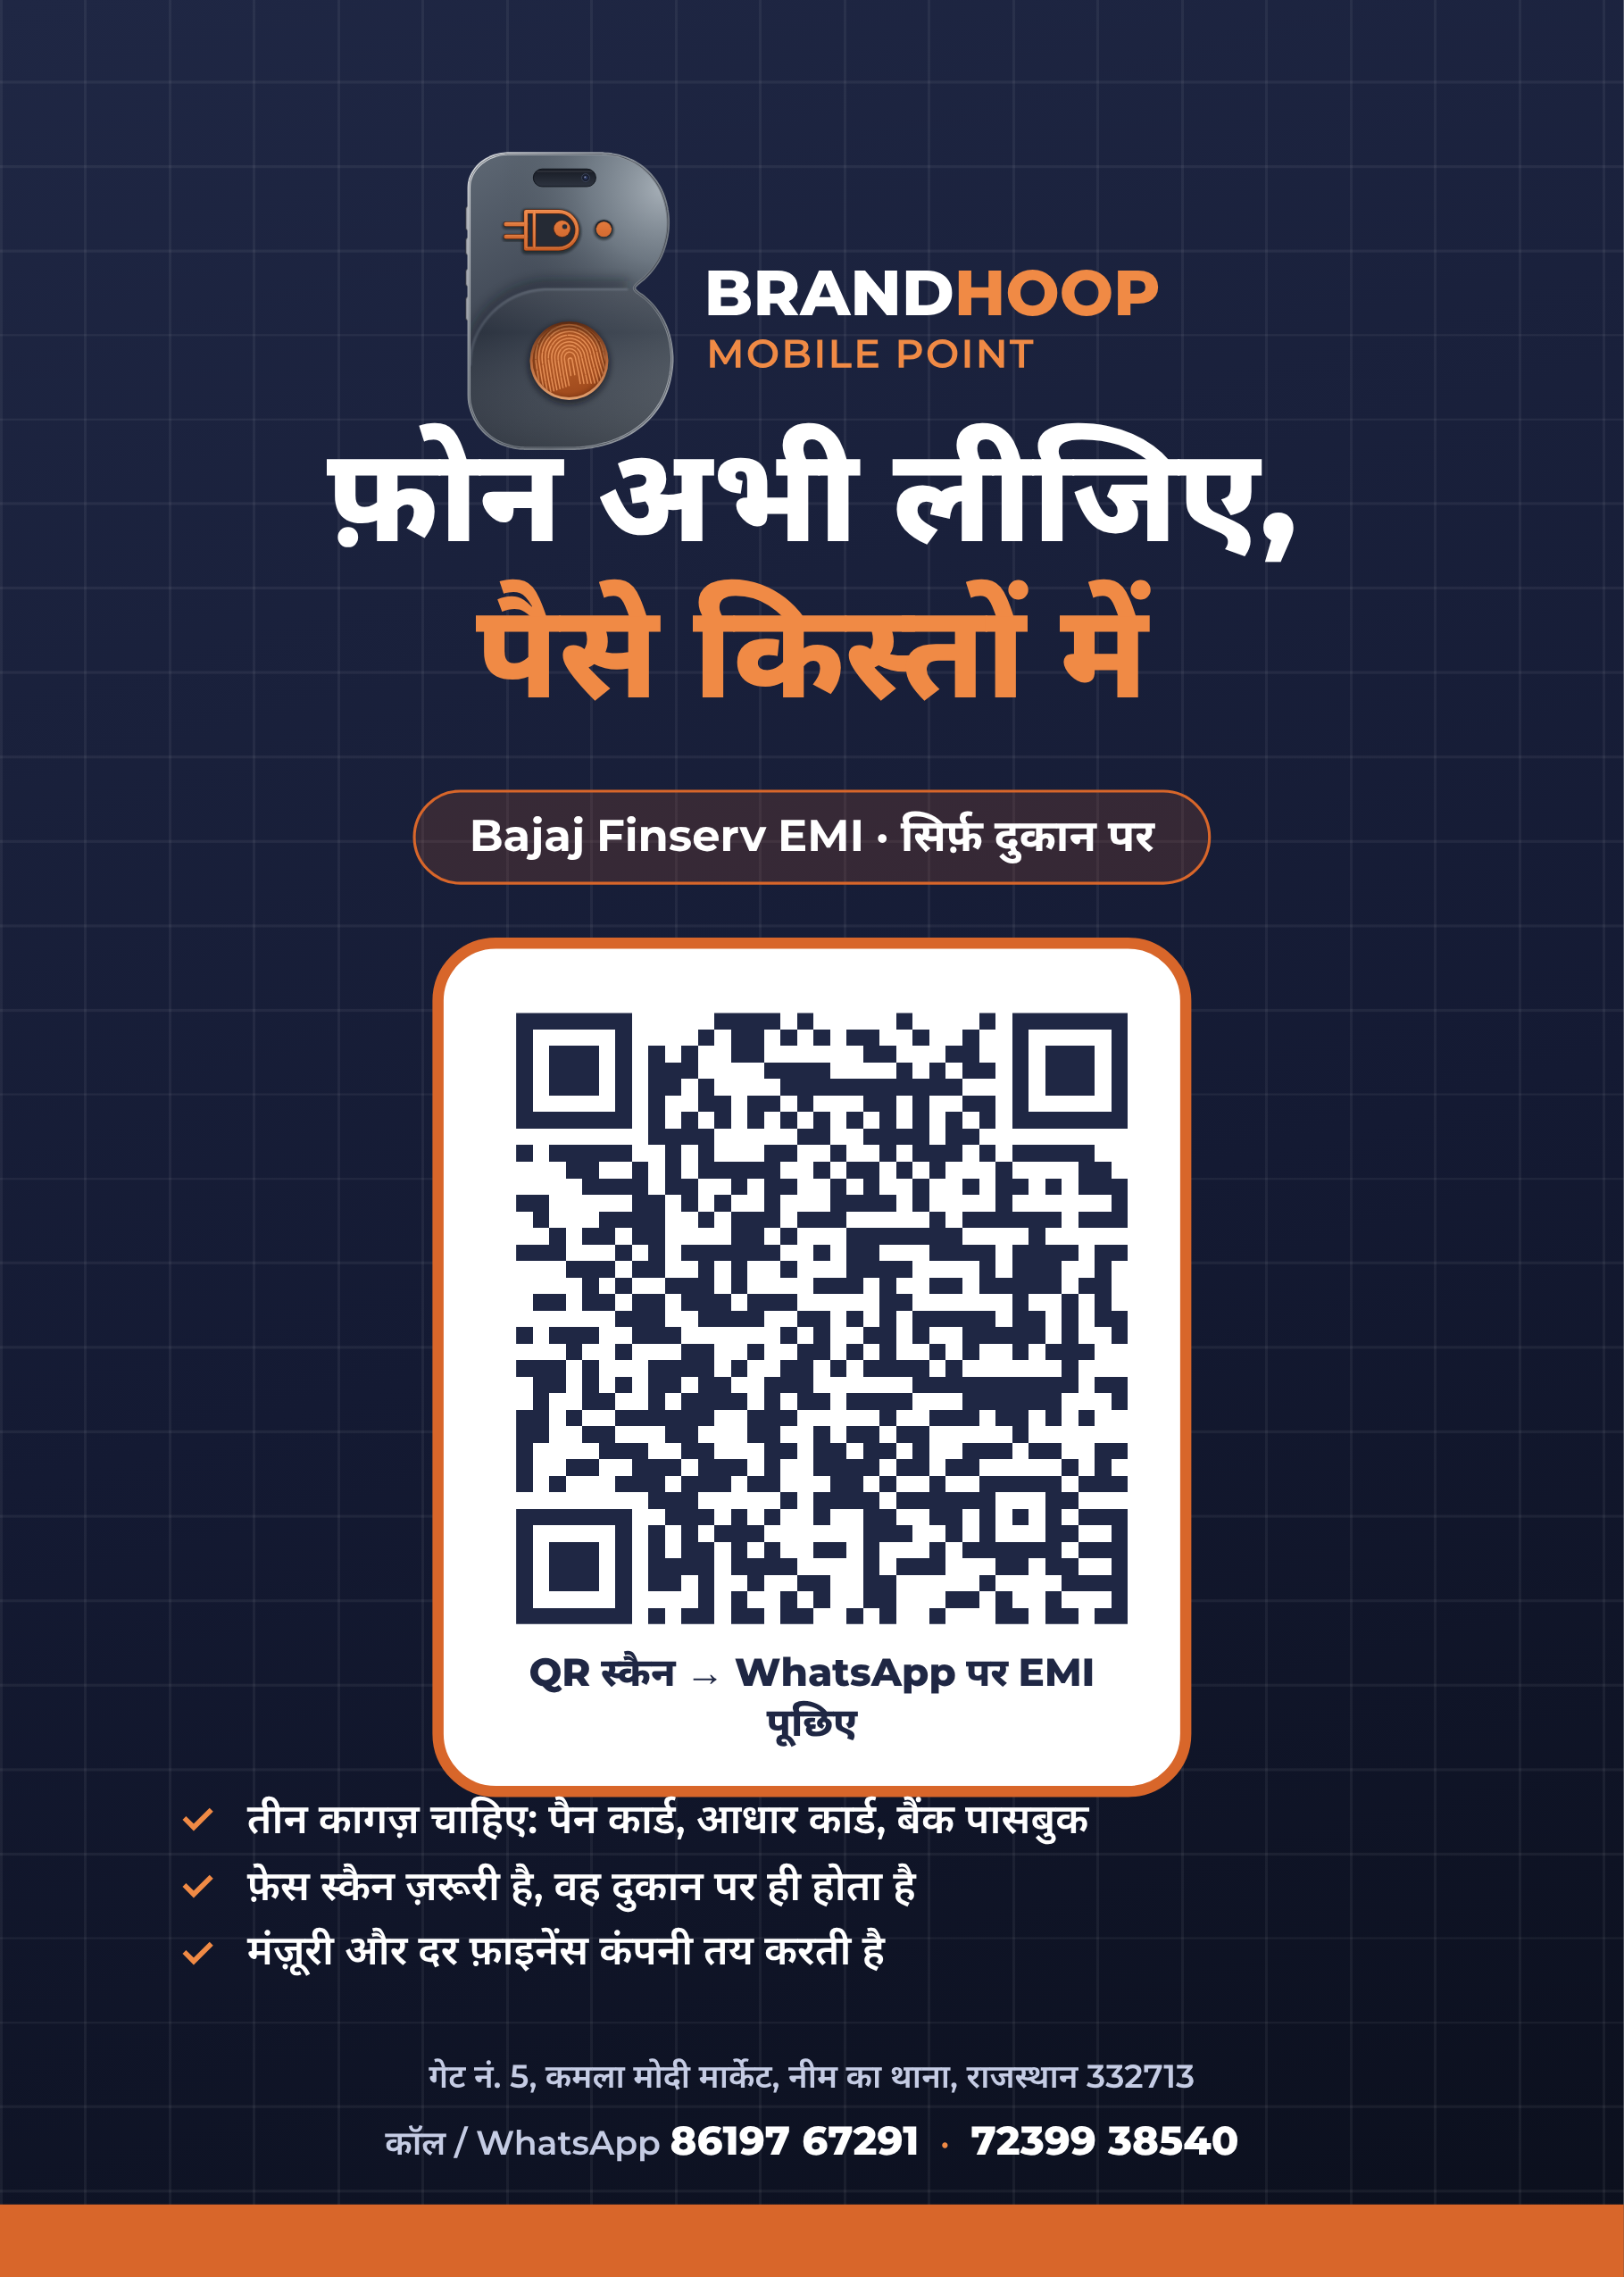 BRANDHOOP
MOBILE POINT
फ़ोन अभी लीजिए,
पैसे किस्तों में
Bajaj Finserv EMI · सिर्फ़ दुकान पर
QR स्कैन → WhatsApp पर EMI
पूछिए
तीन कागज़ चाहिए: पैन कार्ड, आधार कार्ड, बैंक पासबुक
फ़ेस स्कैन ज़रूरी है, वह दुकान पर ही होता है
मंज़ूरी और दर फ़ाइनेंस कंपनी तय करती है
गेट नं. 5, कमला मोदी मार्केट, नीम का थाना, राजस्थान 332713
कॉल / WhatsApp 86197 67291 · 72399 38540